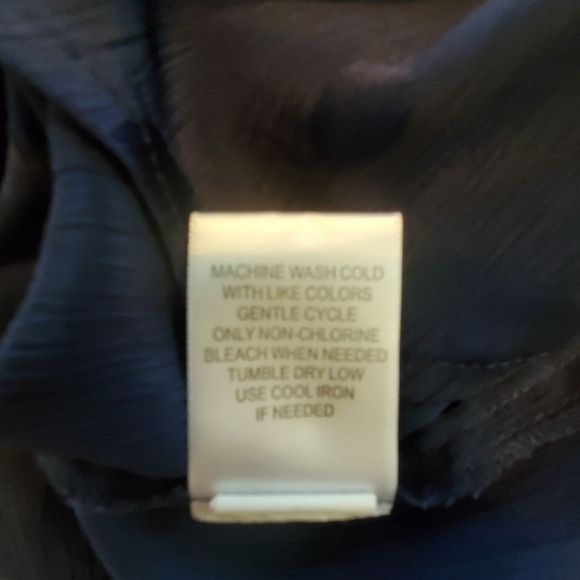 MACHINE WASH COLD
WITH LIKE COLORS
GENTLE CYCLE
ONLY NON-CHLORINE
BLEACH WHEN NEEDED
TUMBLE DRY LOW
USE COOL IRON
IF NEEDED